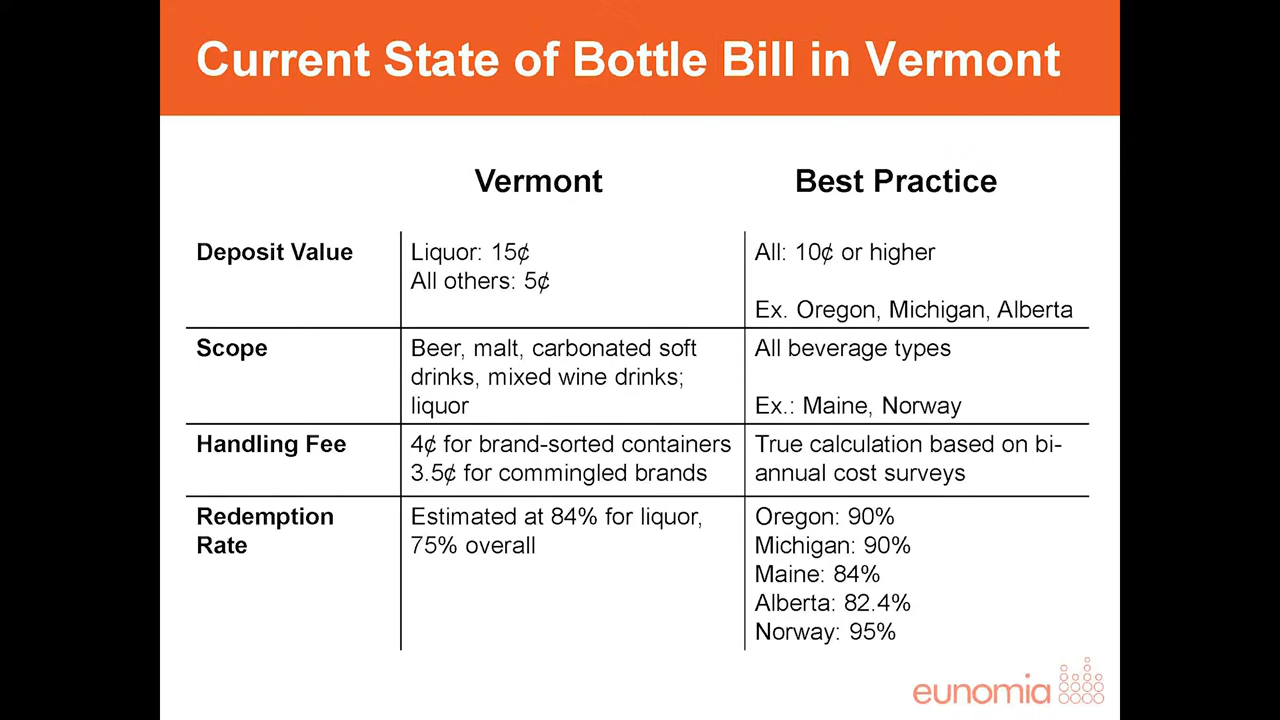 Current State of Bottle Bill in Vermont
Vermont
Best Practice
Deposit Value
Liquor: 15¢
All others: 5¢
All: 10¢ or higher
Ex. Oregon, Michigan, Alberta
Scope
Beer, malt, carbonated soft
drinks, mixed wine drinks;
liquor
All beverage types
Ex.: Maine, Norway
Handling Fee
4¢ for brand-sorted containers
3.5¢ for commingled brands
True calculation based on bi-
annual cost surveys
Redemption
Rate
Estimated at 84% for liquor,
75% overall
Oregon: 90%
Michigan: 90%
Maine: 84%
Alberta: 82.4%
Norway: 95%
eunomia